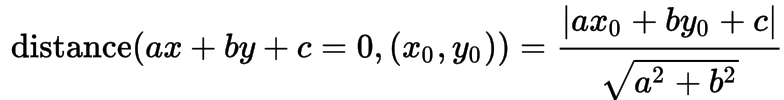 distance(ax + by + c = 0, (x₀, y₀)) = |ax₀ + by₀ + c| / √(a² + b²)